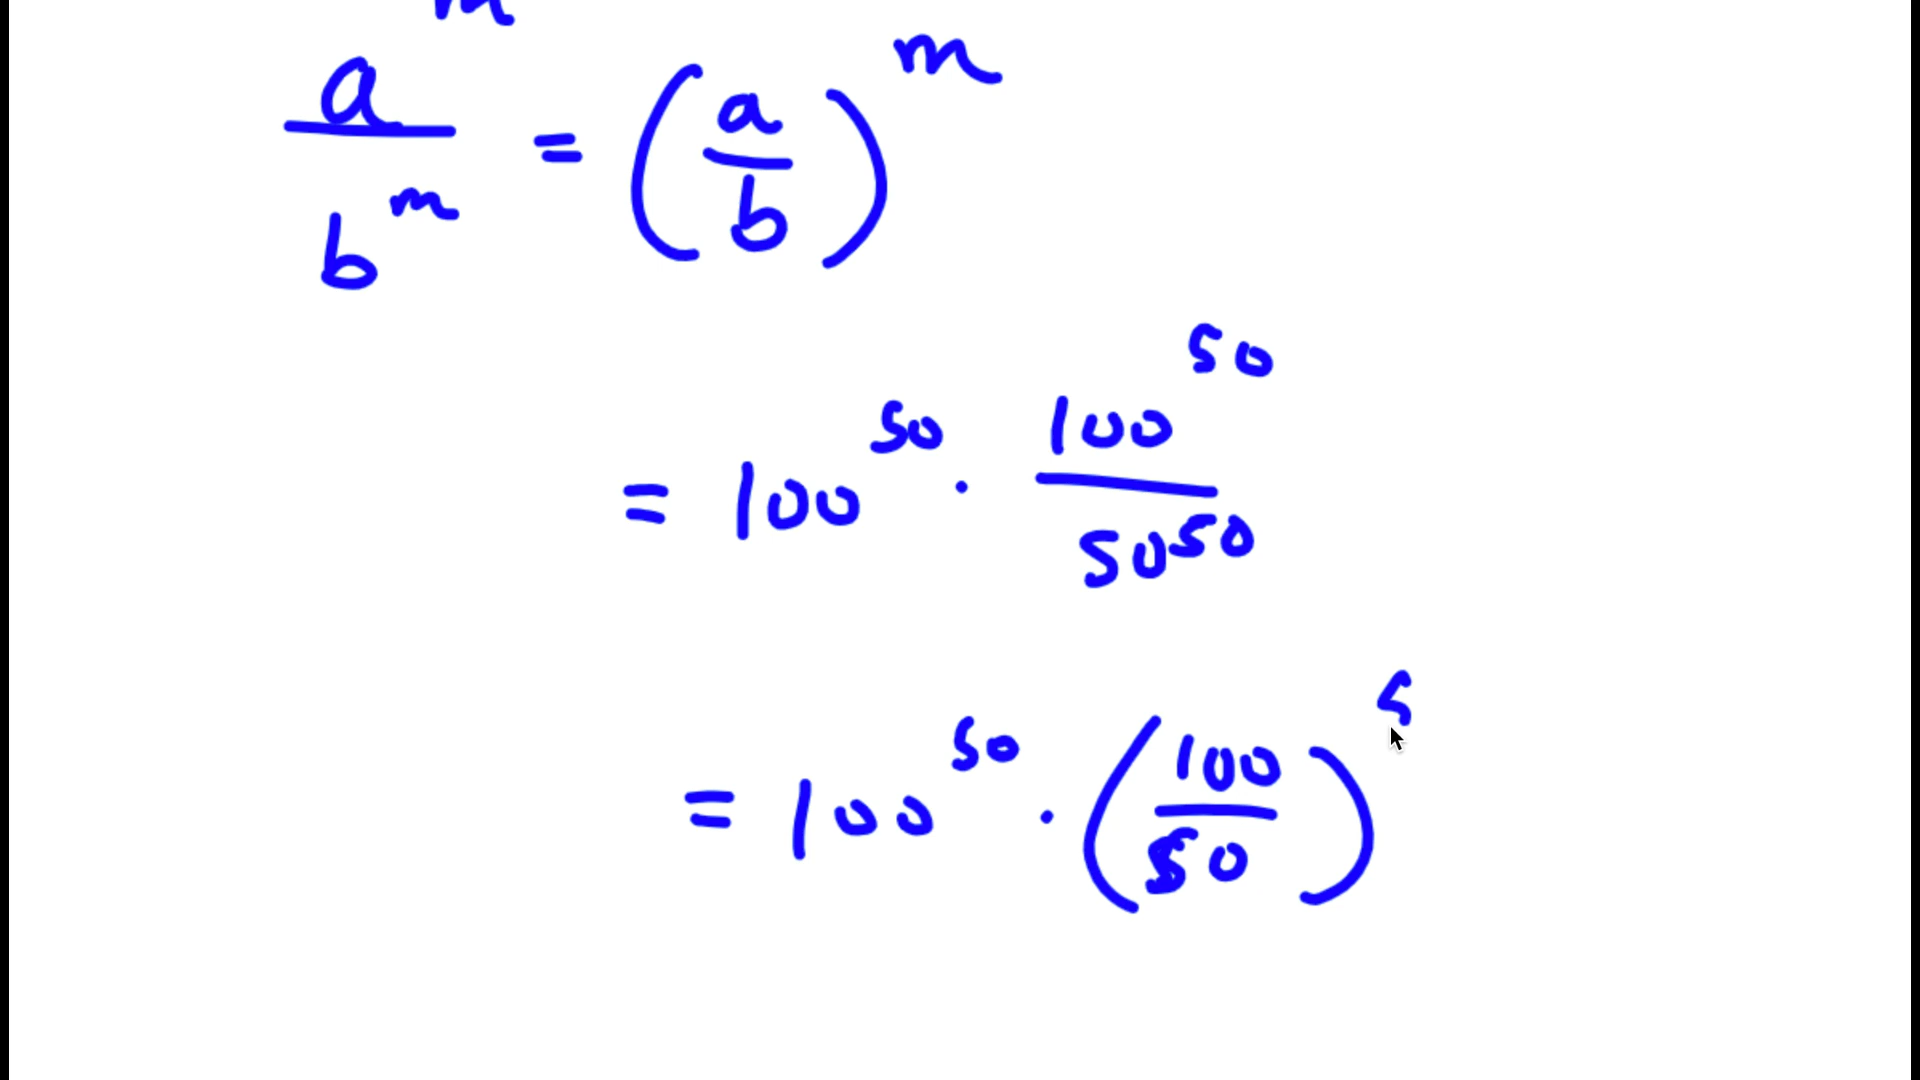 a^m / b^m = (a/b)^m
= 100^50 · 100^50 / 50^50
= 100^50 · (100/50)^5